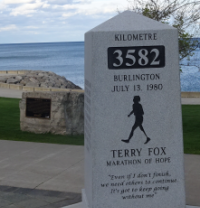 KILOMETRE
3582
BURLINGTON
JULY 13, 1980
TERRY FOX
MARATHON OF HOPE
"Even if I don't finish,
we need others to continue.
It's got to keep going
without me"